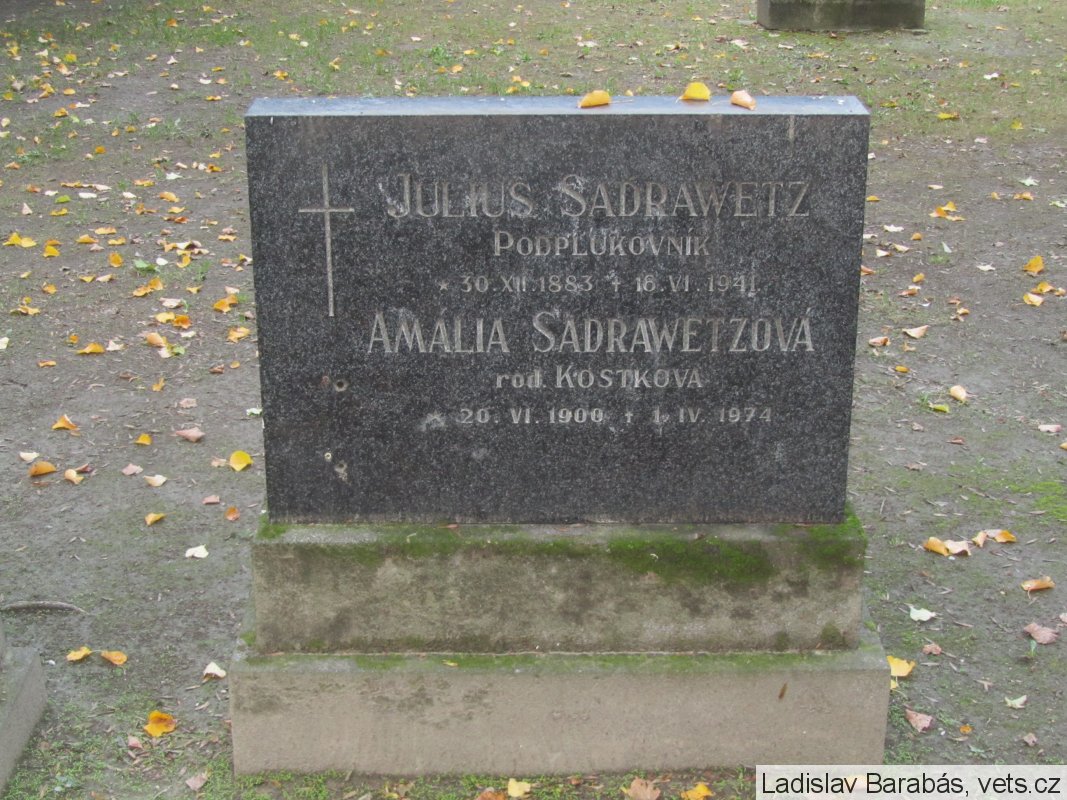 JULIUS SADRAWETZ
PODPLUKOVNÍK
* 30. XII. 1883 + 18. VI. 1941.
AMÁLIA SADRAWETZOVÁ
rod. KOSTKOVÁ
* 20. VI. 1900 + 1. IV. 1974
Ladislav Barabás, vets.cz